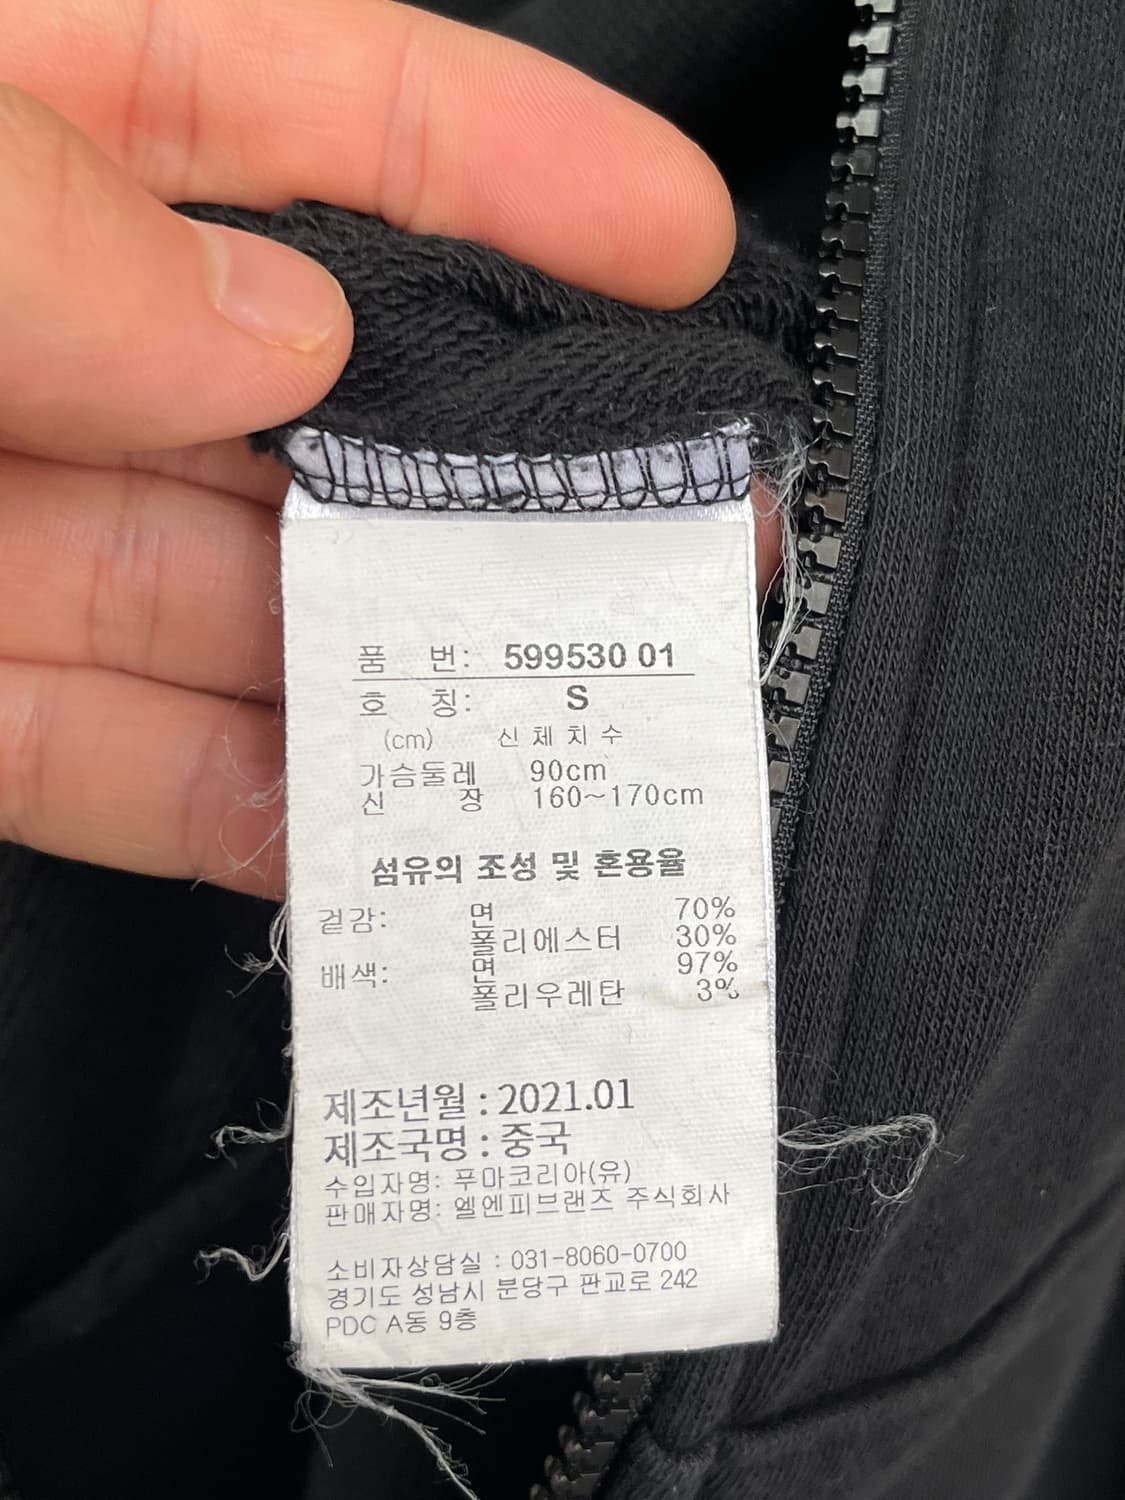 품 번: 599530 01
호 칭: S
(cm) 신체치수
가슴둘레 90cm
신 장 160~170cm
섬유의 조성 및 혼용율
겉감: 면 70%
폴리에스터 30%
배색: 면 97%
폴리우레탄 3%
제조년월 : 2021.01
제조국명 : 중국
수입자명: 푸마코리아(유)
판매자명: 엘엔피브랜즈 주식회사
소비자상담실 : 031-8060-0700
경기도 성남시 분당구 판교로 242
PDC A동 9층